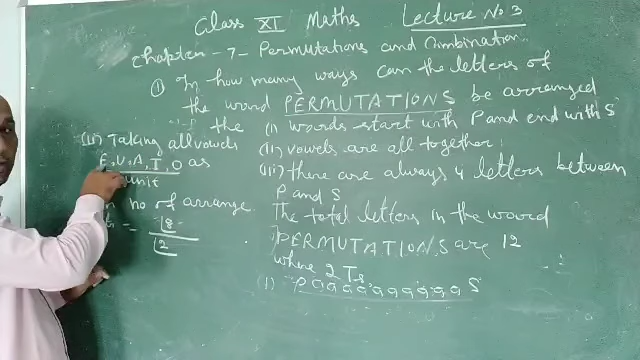 Class XI Maths Lecture No 3
Chapter - 7 - Permutations and Combination
(i) In how many ways can the letters of
the word PERMUTATIONS be arranged
the (i) words start with P and end with S
(ii) vowels are all together
(iii) there are always 4 letters between
P and S
The total letters in the word
PERMUTATIONS are 12
where 2 Ts
(1) P a a a a a a a a a a S
(ii) Taking all vowels
E, U, A, I, O as
unit
no of arrange
= 8
2